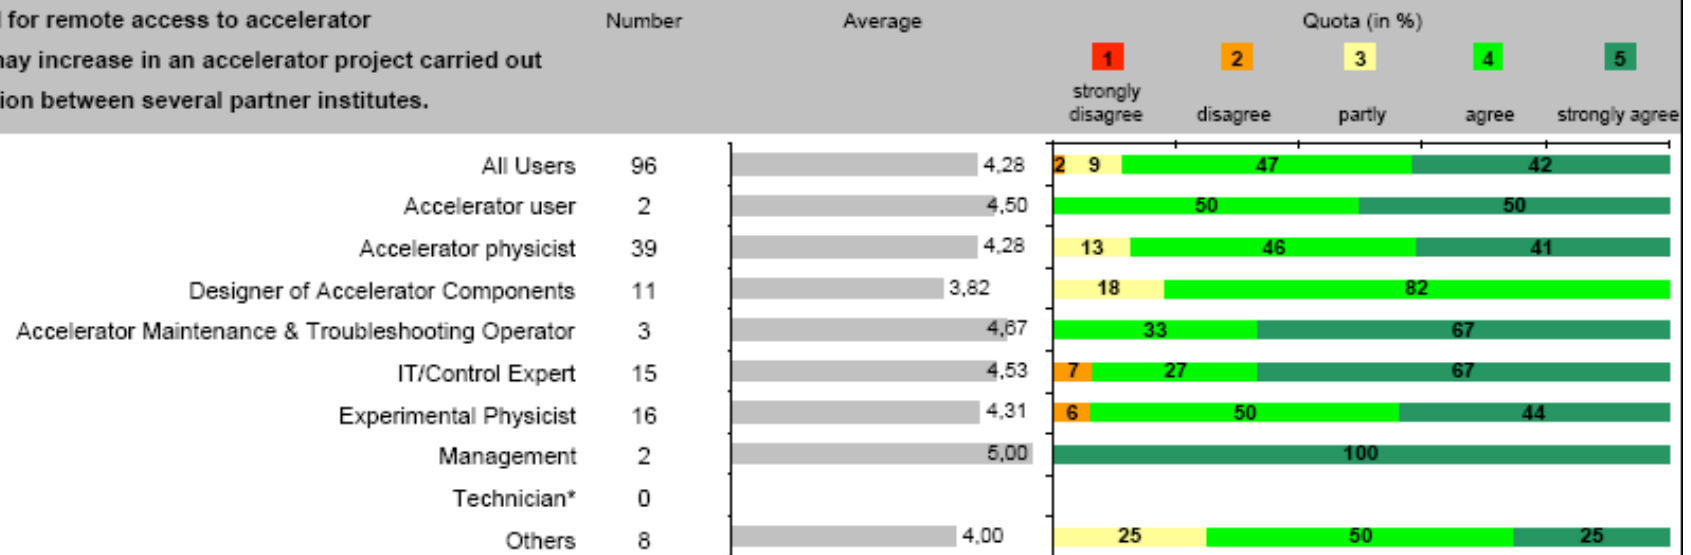 for remote access to accelerator Number Average Quota (in %)
may increase in an accelerator project carried out 1 2 3 4 5
between several partner institutes. strongly disagree disagree partly agree strongly agree
All Users 96 4,28 2 9 47 42
Accelerator user 2 4,50 50 50
Accelerator physicist 39 4,28 13 46 41
Designer of Accelerator Components 11 3,82 18 82
Accelerator Maintenance & Troubleshooting Operator 3 4,67 33 67
IT/Control Expert 15 4,53 7 27 67
Experimental Physicist 16 4,31 6 50 44
Management 2 5,00 100
Technician* 0
Others 8 4,00 25 50 25